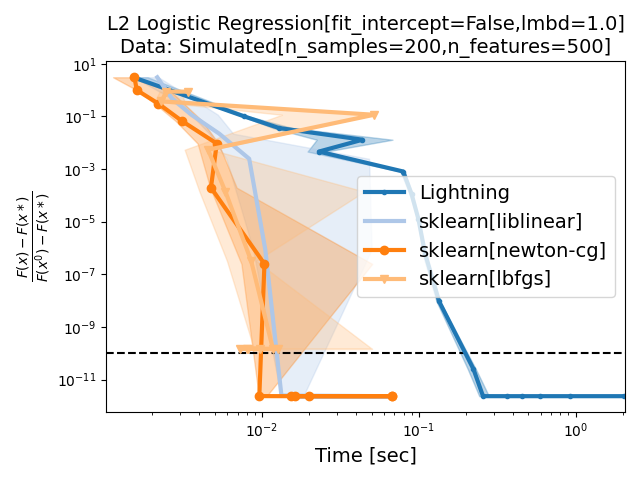 L2 Logistic Regression[fit_intercept=False,lmbd=1.0]
Data: Simulated[n_samples=200,n_features=500]
10¹
10⁻¹
10⁻³
10⁻⁵
10⁻⁷
10⁻⁹
10⁻¹¹
F(x) − F(x*)
F(x⁰) − F(x*)
Lightning
sklearn[liblinear]
sklearn[newton-cg]
sklearn[lbfgs]
10⁻² 10⁻¹ 10⁰
Time [sec]